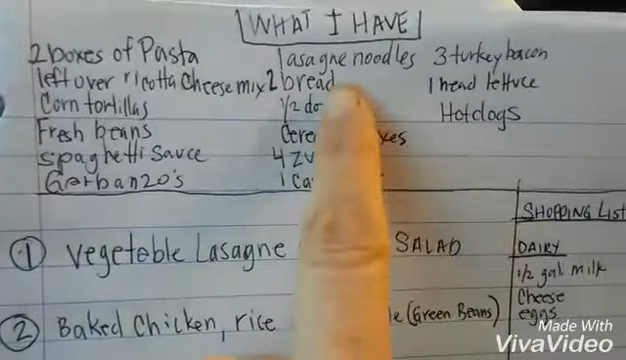 WHAT I HAVE
2 boxes of Pasta
left over ricotta cheese mix
Corn tortillas
Fresh beans
Spaghetti sauce
Garbanzo's
lasagne noodles
2 bread
1/2 do
4
1
3 turkey bacon
1 head lettuce
Hotdogs
① Vegetable Lasagne SALAD
② Baked Chicken, rice (Green Beans)
SHOPPING LIST
DAIRY
1/2 gal milk
Cheese
eggs
Made With
VivaVideo